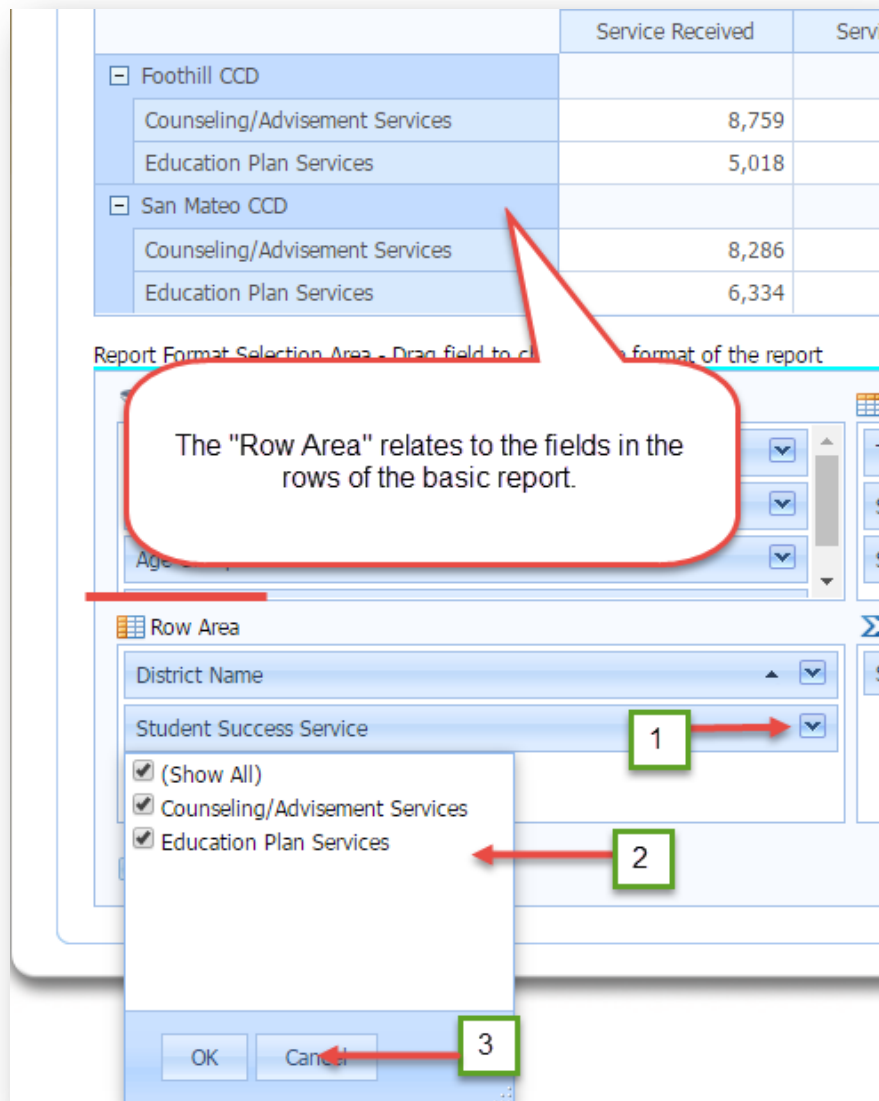 Service Received
Foothill CCD
Counseling/Advisement Services 8,759
Education Plan Services 5,018
San Mateo CCD
Counseling/Advisement Services 8,286
Education Plan Services 6,334
Report Format Selection Area - Drag field to format of the report
The "Row Area" relates to the fields in the
rows of the basic report.
Row Area
District Name
Student Success Service
1
(Show All)
Counseling/Advisement Services
Education Plan Services
2
OK Cancel
3